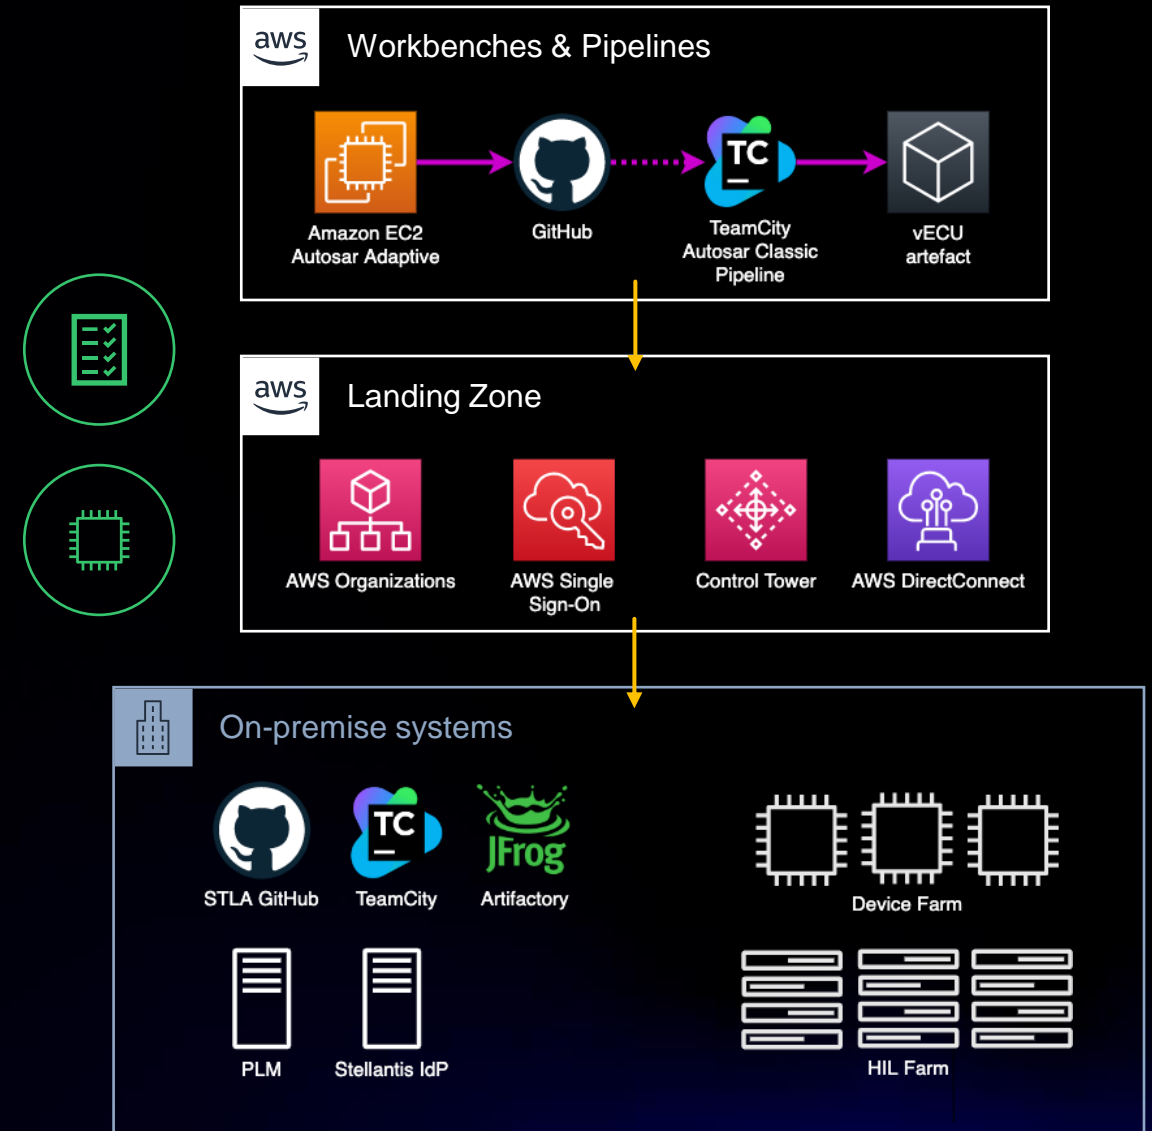 aws
Workbenches & Pipelines
TC
Amazon EC2
Autosar Adaptive
GitHub
TeamCity
Autosar Classic
Pipeline
vECU
artefact
aws
Landing Zone
AWS Organizations
AWS Single
Sign-On
Control Tower
AWS DirectConnect
On-premise systems
TC
JFrog
STLA GitHub
TeamCity
Artifactory
Device Farm
PLM
Stellantis IdP
HIL Farm